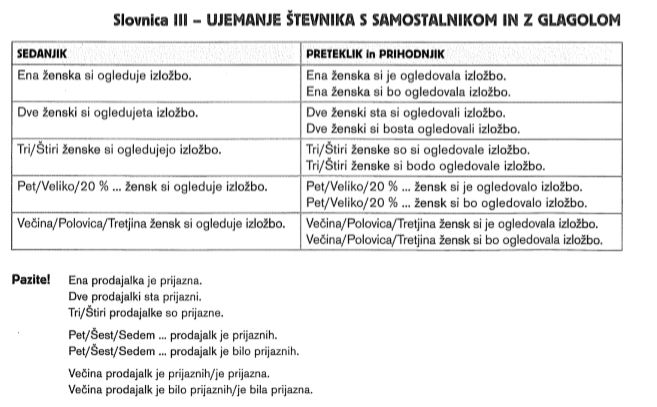 Slovnica III – UJEMANJE ŠTEVNIKA S SAMOSTALNIKOM IN Z GLAGOLOM
SEDANJIK
PRETEKLIK in PRIHODNJIK
Ena ženska si ogleduje izložbo.
Ena ženska si je ogledovala izložbo.
Ena ženska si bo ogledovala izložbo.
Dve ženski si ogledujeta izložbo.
Dve ženski sta si ogledovali izložbo.
Dve ženski si bosta ogledovali izložbo.
Tri/Štiri ženske si ogledujejo izložbo.
Tri/Štiri ženske so si ogledovale izložbo.
Tri/Štiri ženske si bodo ogledovale izložbo.
Pet/Veliko/20 % ... žensk si ogleduje izložbo.
Pet/Veliko/20 % ... žensk si je ogledovalo izložbo.
Pet/Veliko/20 % ... žensk si bo ogledovalo izložbo.
Večina/Polovica/Tretjina žensk si ogleduje izložbo.
Večina/Polovica/Tretjina žensk si je ogledovala izložbo.
Večina/Polovica/Tretjina žensk si bo ogledovala izložbo.
Pazite! Ena prodajalka je prijazna.
Dve prodajalki sta prijazni.
Tri/Štiri prodajalke so prijazne.
Pet/Šest/Sedem ... prodajalk je prijaznih.
Pet/Šest/Sedem ... prodajalk je bilo prijaznih.
Večina prodajalk je prijaznih/je prijazna.
Večina prodajalk je bilo prijaznih/je bila prijazna.